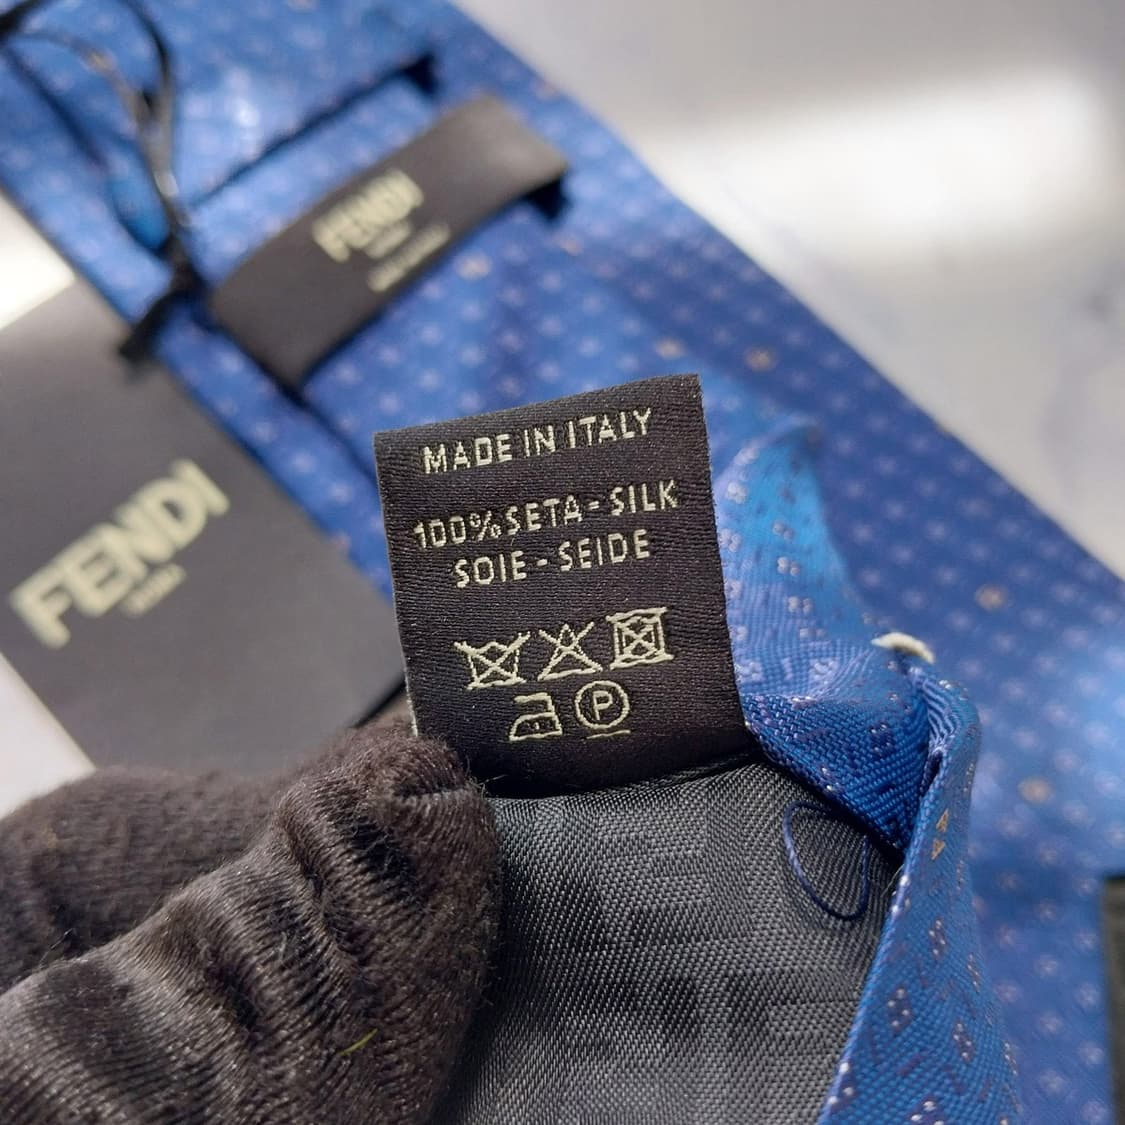 FENDI
FENDI
MADE IN ITALY
100% SETA - SILK
SOIE - SEIDE
P